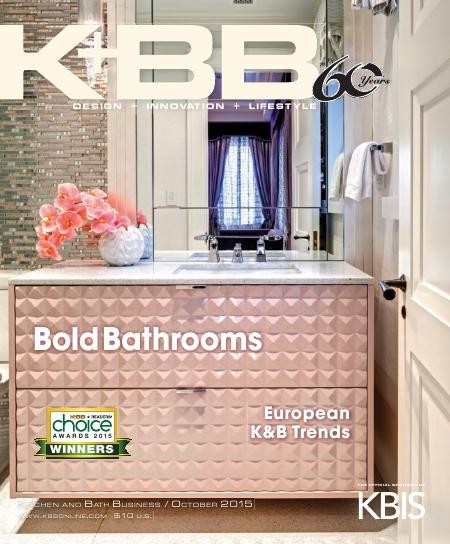 K+BB
60 Years
DESIGN + INNOVATION + LIFESTYLE
Bold Bathrooms
K+BB READERS'
choice
AWARDS 2015
WINNERS
European
K&B Trends
THE OFFICIAL MAGAZINE OF
KBIS
KITCHEN AND BATH BUSINESS / OCTOBER 2015
WWW.KBBONLINE.COM $10 U.S.